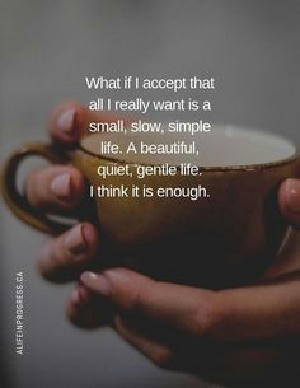 What if I accept that
all I really want is a
small, slow, simple
life. A beautiful,
quiet, gentle life.
I think it is enough.
ALIFEINPROGRESS.CA